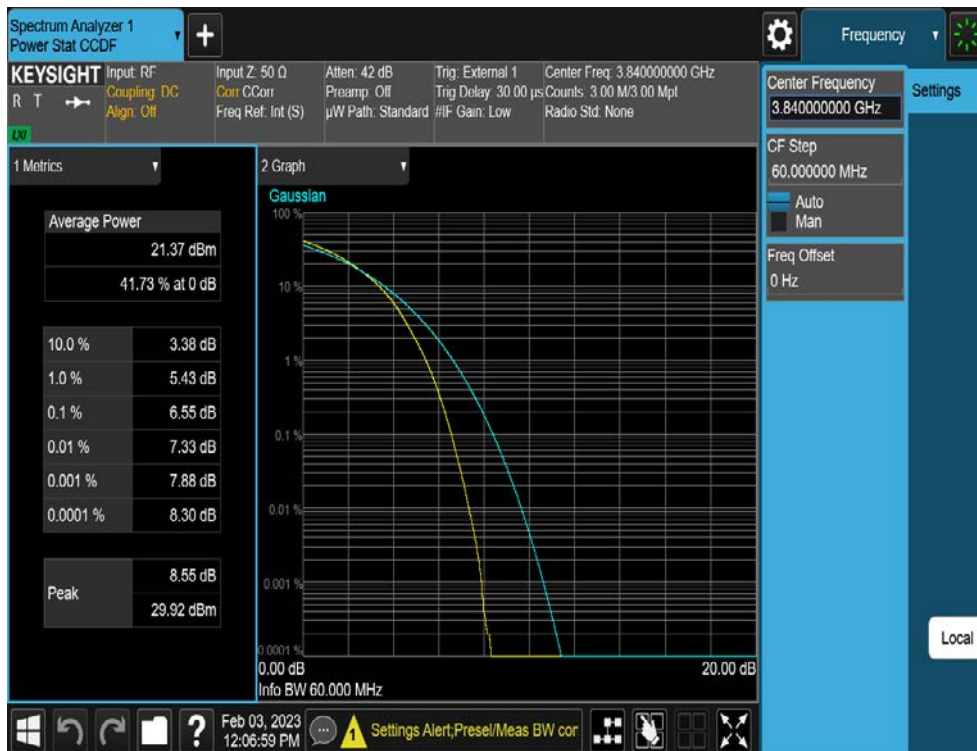 Spectrum Analyzer 1
Power Stat CCDF
+
Frequency
KEYSIGHT
R T
LXI
Input: RF
Coupling: DC
Align: Off
Input Z: 50 Ω
Corr CCorr
Freq Ref: Int (S)
Atten: 42 dB
Preamp: Off
µW Path: Standard
Trig: External 1
Trig Delay: 30.00 µs
#IF Gain: Low
Center Freq: 3.840000000 GHz
Counts: 3.00 M/3.00 Mpt
Radio Std: None
Center Frequency
3.840000000 GHz
Settings
CF Step
60.000000 MHz
Auto
Man
Freq Offset
0 Hz
Local
1 Metrics
Average Power
21.37 dBm
41.73 % at 0 dB
10.0 % 3.38 dB
1.0 % 5.43 dB
0.1 % 6.55 dB
0.01 % 7.33 dB
0.001 % 7.88 dB
0.0001 % 8.30 dB
Peak
8.55 dB
29.92 dBm
2 Graph
Gaussian
100 %
10 %
1 %
0.1 %
0.01 %
0.001 %
0.0001 %
0.00 dB 20.00 dB
Info BW 60.000 MHz
?
Feb 03, 2023
12:06:59 PM
1
Settings Alert;Presel/Meas BW cor